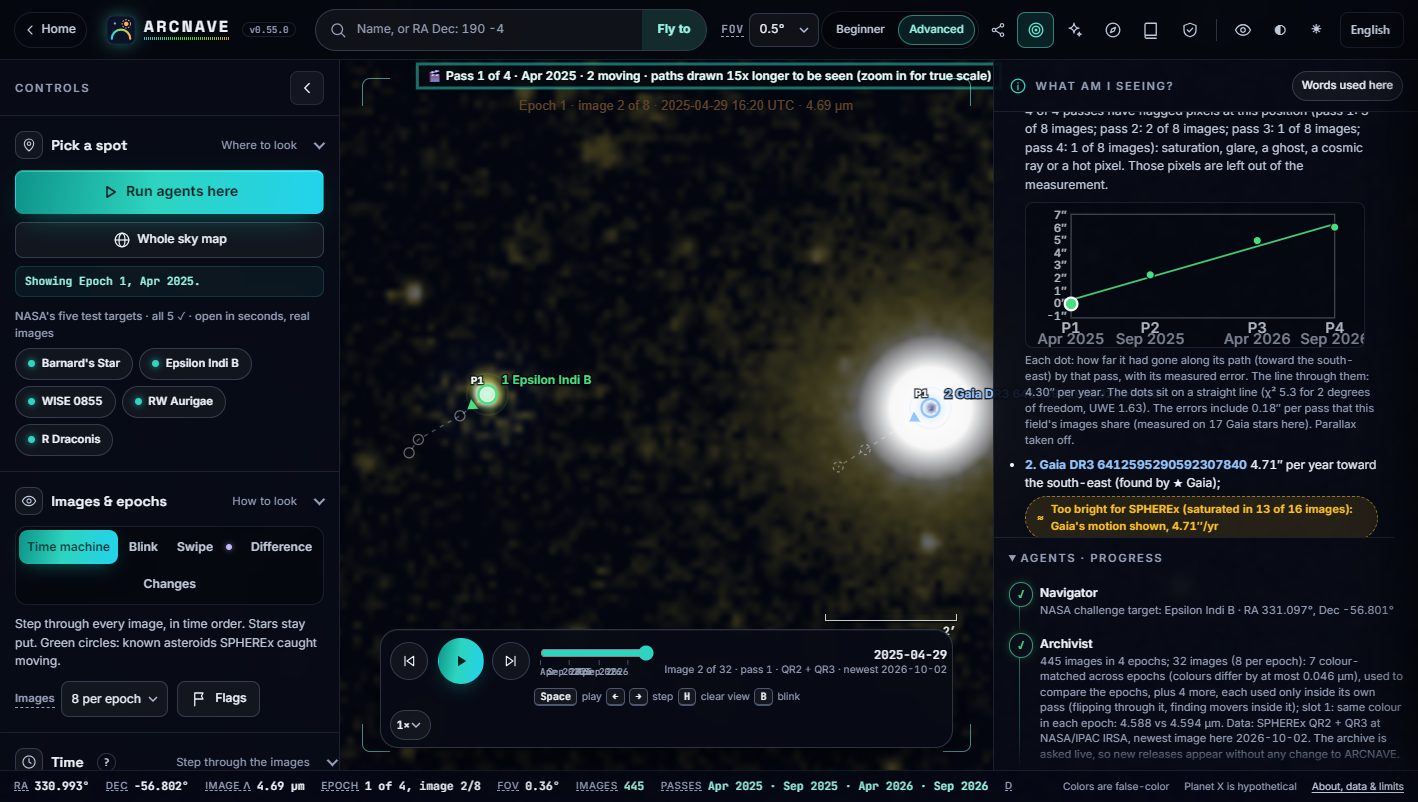 Home
ARCNAVE
v0.55.0
Name, or RA Dec: 190 -4
Fly to
FOV
0.5°
Beginner
Advanced
English
CONTROLS
Pick a spot
Where to look
Run agents here
Whole sky map
Showing Epoch 1, Apr 2025.
NASA's five test targets · all 5 ✓ · open in seconds, real
images
Barnard's Star
Epsilon Indi B
WISE 0855
RW Aurigae
R Draconis
Images & epochs
How to look
Time machine
Blink
Swipe
Difference
Changes
Step through every image, in time order. Stars stay
put. Green circles: known asteroids SPHEREx caught
moving.
Images
8 per epoch
Flags
Time
?
Step through the images
Pass 1 of 4 · Apr 2025 · 2 moving · paths drawn 15x longer to be seen (zoom in for true scale)
Epoch 1 · image 2 of 8 · 2025-04-29 16:20 UTC · 4.69 µm
P1
1 Epsilon Indi B
P1
2 Gaia DR3
2′
2025-04-29
Image 2 of 32 · pass 1 · QR2 + QR3 · newest 2026-10-02
Space play ← → step H clear view B blink
1×
WHAT AM I SEEING?
Words used here
4 of 4 passes have flagged pixels at this position (pass 1: 3
of 8 images; pass 2: 2 of 8 images; pass 3: 1 of 8 images;
pass 4: 1 of 8 images): saturation, glare, a ghost, a cosmic
ray or a hot pixel. Those pixels are left out of the
measurement.
7″
6″
5″
4″
3″
2″
1″
0″
-1″
P1
P2
P3
P4
Apr 2025
Sep 2025
Apr 2026
Sep 2026
Each dot: how far it had gone along its path (toward the south-
east) by that pass, with its measured error. The line through them:
4.30″ per year. The dots sit on a straight line (χ² 5.3 for 2 degrees
of freedom, UWE 1.63). The errors include 0.18″ per pass that this
field's images share (measured on 17 Gaia stars here). Parallax
taken off.
2. Gaia DR3 6412595290592307840 4.71″ per year toward
the south-east (found by ★ Gaia);
≈ Too bright for SPHEREx (saturated in 13 of 16 images):
Gaia's motion shown, 4.71″/yr
AGENTS · PROGRESS
Navigator
NASA challenge target: Epsilon Indi B · RA 331.097°, Dec -56.801°
Archivist
445 images in 4 epochs; 32 images (8 per epoch): 7 colour-
matched across epochs (colours differ by at most 0.046 µm), used to
compare the epochs, plus 4 more, each used only inside its own
pass (flipping through it, finding movers inside it); slot 1: same colour
in each epoch: 4.588 vs 4.594 µm. Data: SPHEREx QR2 + QR3 at
NASA/IPAC IRSA, newest image here 2026-10-02. The archive is
asked live, so new releases appear without any change to ARCNAVE.
RA 330.993°
DEC -56.802°
IMAGE Λ 4.69 µm
EPOCH 1 of 4, image 2/8
FOV 0.36°
IMAGES 445
PASSES Apr 2025 · Sep 2025 · Apr 2026 · Sep 2026
D
Colors are false-color
Planet X is hypothetical
About, data & limits